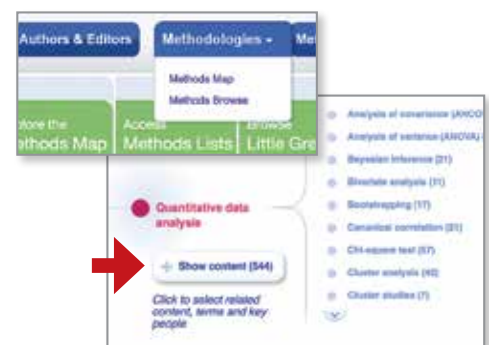 Authors & Editors
Methodologies
Me
Methods Map
Methods Browse
the
Methods Map
Access
Methods Lists
Browse
Little Gre
Quantitative data
analysis
Show content (544)
Click to select related
content, terms and key
people
Analysis of covariance (ANCO
Analysis of variance (ANOVA)
Bayesian inference (21)
Bivariate analysis (11)
Bootstrapping (17)
Canonical correlation (21)
Chi-square test (57)
Cluster analysis (42)
Cluster studies (7)